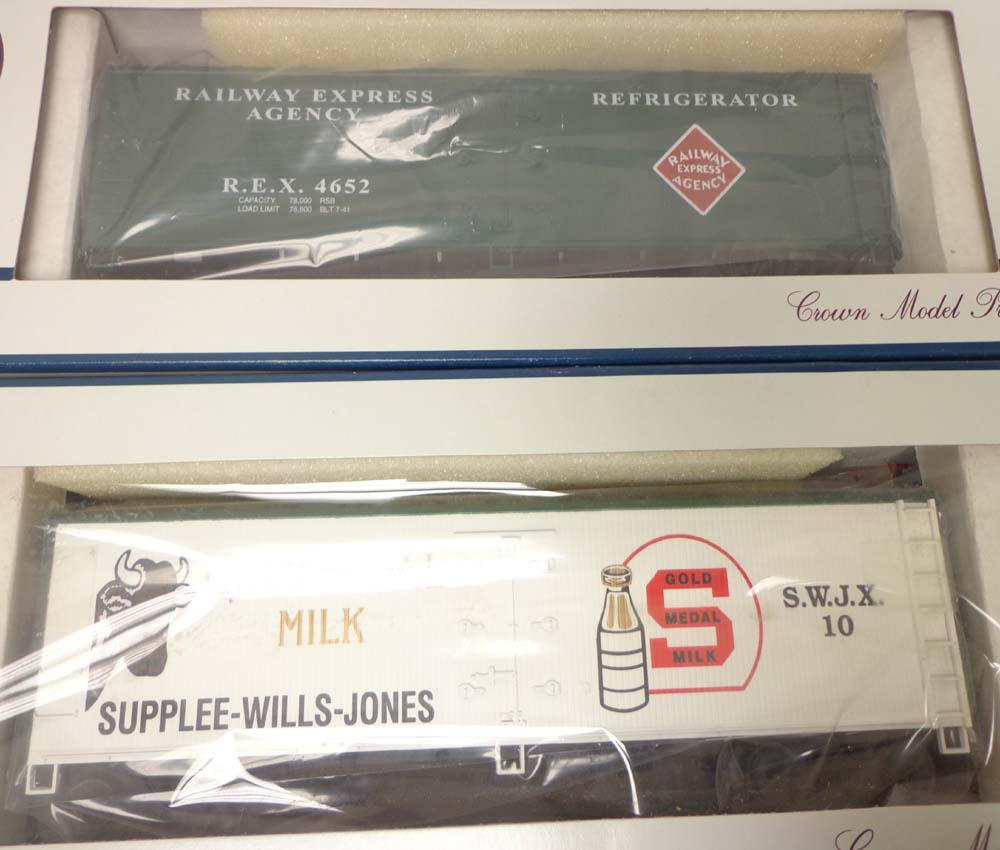 RAILWAY EXPRESS
AGENCY
REFRIGERATOR
RAILWAY
EXPRESS
AGENCY
R.E.X. 4652
CAPACITY 78,000 RSB
LOAD LIMIT 78,800 BLT 7-41
Crown Model
MILK
SUPPLEE-WILLS-JONES
GOLD
MEDAL
MILK
S.W.J.X.
10